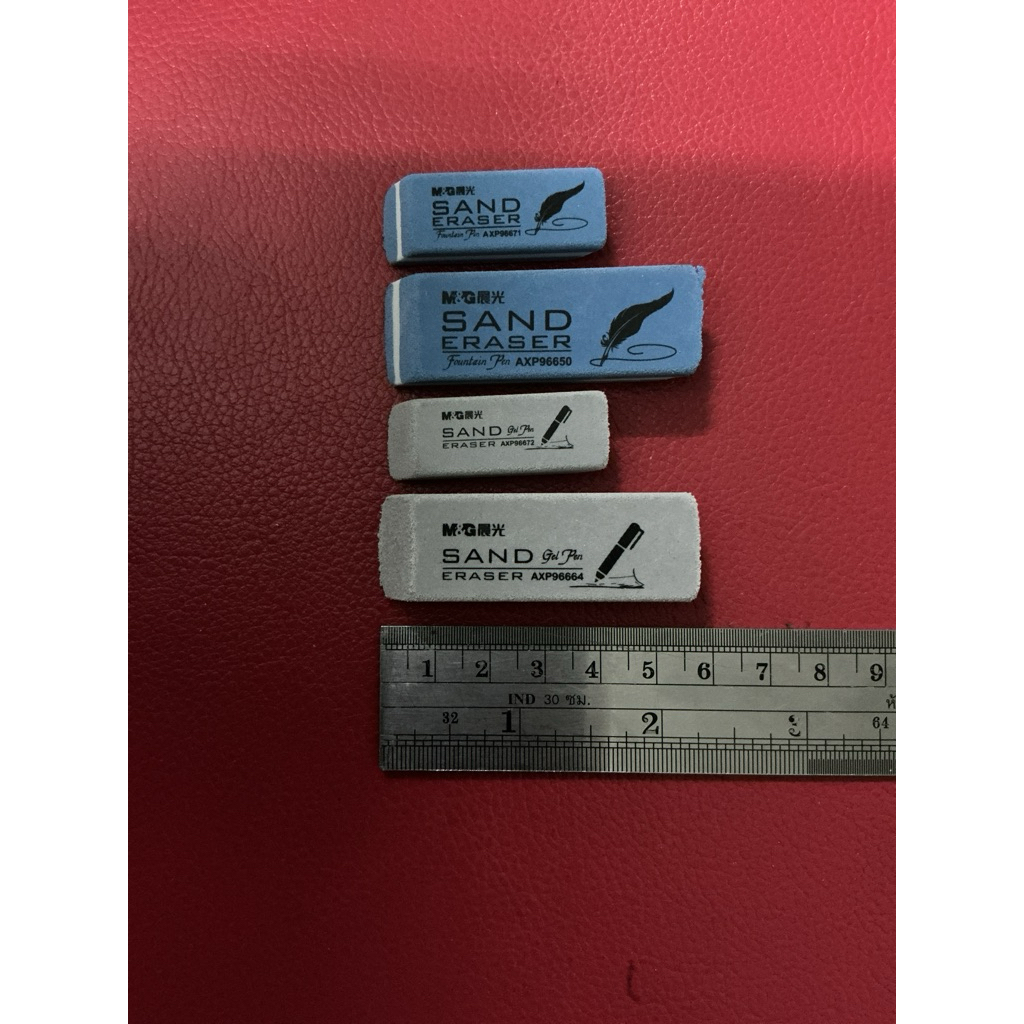 M&G晨光
SAND
ERASER
Fountain Pen AXP96671
M&G晨光
SAND
ERASER
Fountain Pen AXP96650
M&G晨光
SAND Gel Pen
ERASER AXP96672
M&G晨光
SAND Gel Pen
ERASER AXP96664
1 2 3 4 5 6 7 8 9
IND 30 ซม.
32 1 2 64